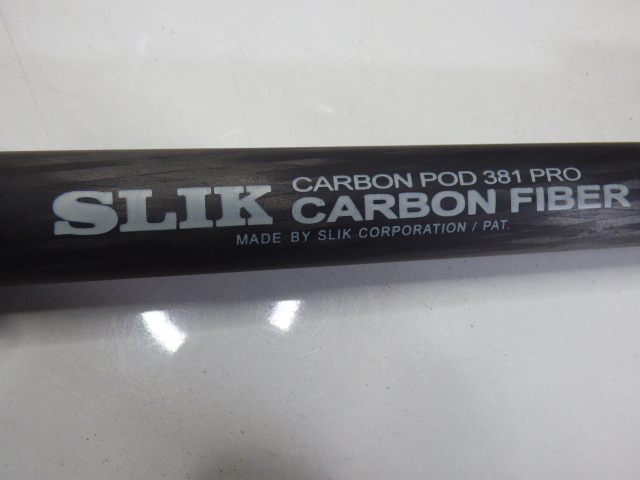 SLIK
CARBON POD 381 PRO
CARBON FIBER
MADE BY SLIK CORPORATION / PAT.